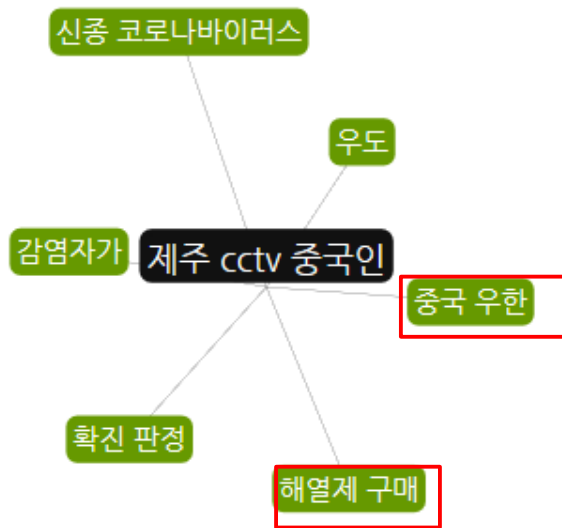 신종 코로나바이러스
우도
감염자가
제주 cctv 중국인
중국 우한
확진 판정
해열제 구매